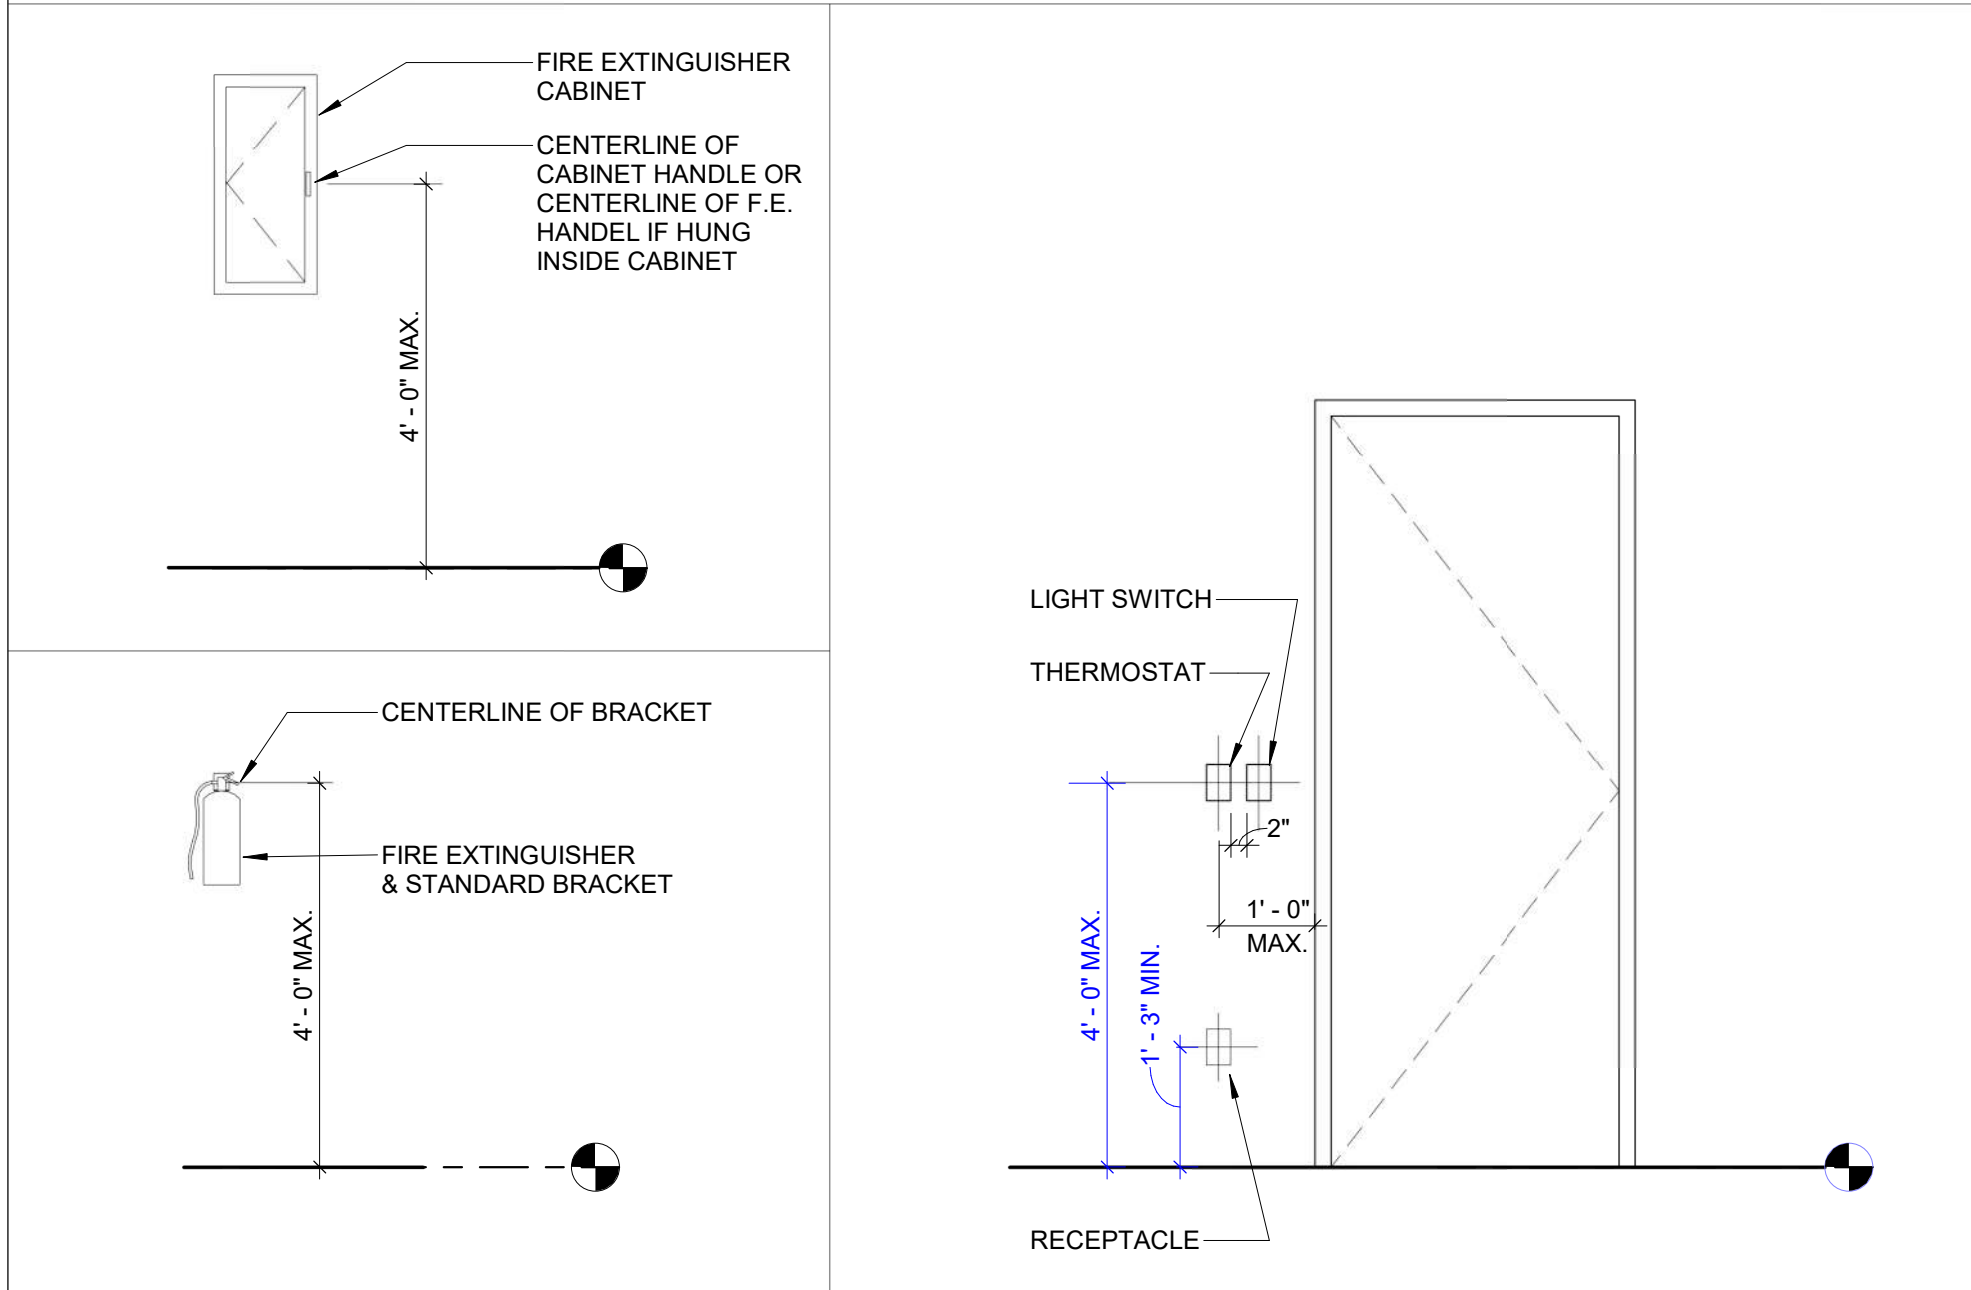 FIRE EXTINGUISHER
CABINET
CENTERLINE OF
CABINET HANDLE OR
CENTERLINE OF F.E.
HANDEL IF HUNG
INSIDE CABINET
4' - 0" MAX.
CENTERLINE OF BRACKET
FIRE EXTINGUISHER
& STANDARD BRACKET
4' - 0" MAX.
LIGHT SWITCH
THERMOSTAT
2"
1' - 0"
MAX.
4' - 0" MAX.
1' - 3" MIN.
RECEPTACLE